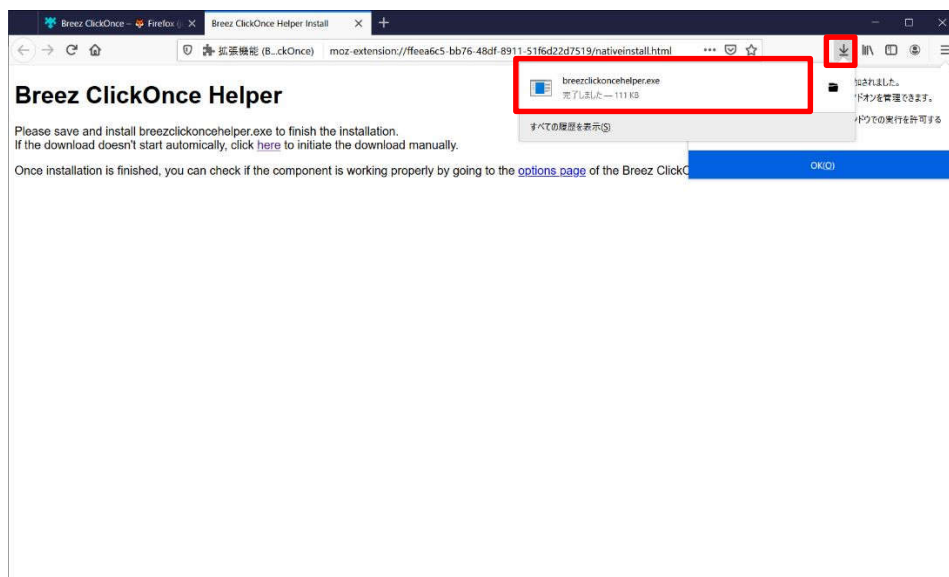 Breez ClickOnce – Firefox
Breez ClickOnce Helper Install
拡張機能 (B...ckOnce)
moz-extension://ffeea6c5-bb76-48df-8911-51f6d22d7519/nativeinstall.html
breezclickoncehelper.exe
完了しました — 111 KB
すべての履歴を表示(S)
加されました。
ドオンを管理できます。
ドウでの実行を許可する
OK(O)
Breez ClickOnce Helper
Please save and install breezclickoncehelper.exe to finish the installation.
If the download doesn't start automically, click here to initiate the download manually.
Once installation is finished, you can check if the component is working properly by going to the options page of the Breez ClickO